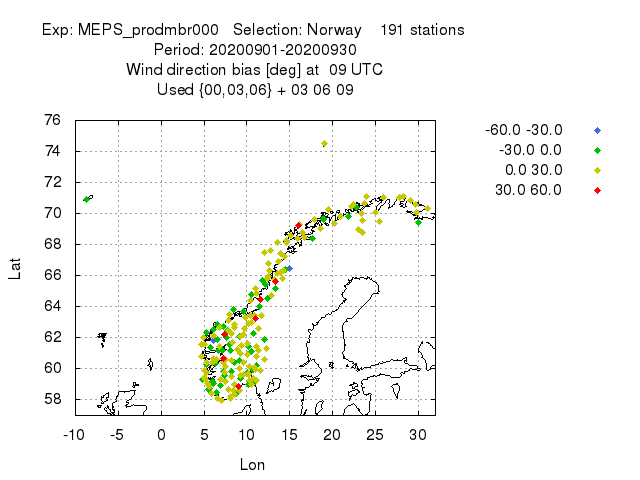 Exp: MEPS_prodmbr000   Selection: Norway    191 stations
Period: 20200901-20200930
Wind direction bias [deg] at  09 UTC
Used {00,03,06} + 03 06 09
-60.0 -30.0
-30.0 0.0
0.0 30.0
30.0 60.0
76
74
72
70
68
66
64
62
60
58
Lat
-10 -5 0 5 10 15 20 25 30
Lon